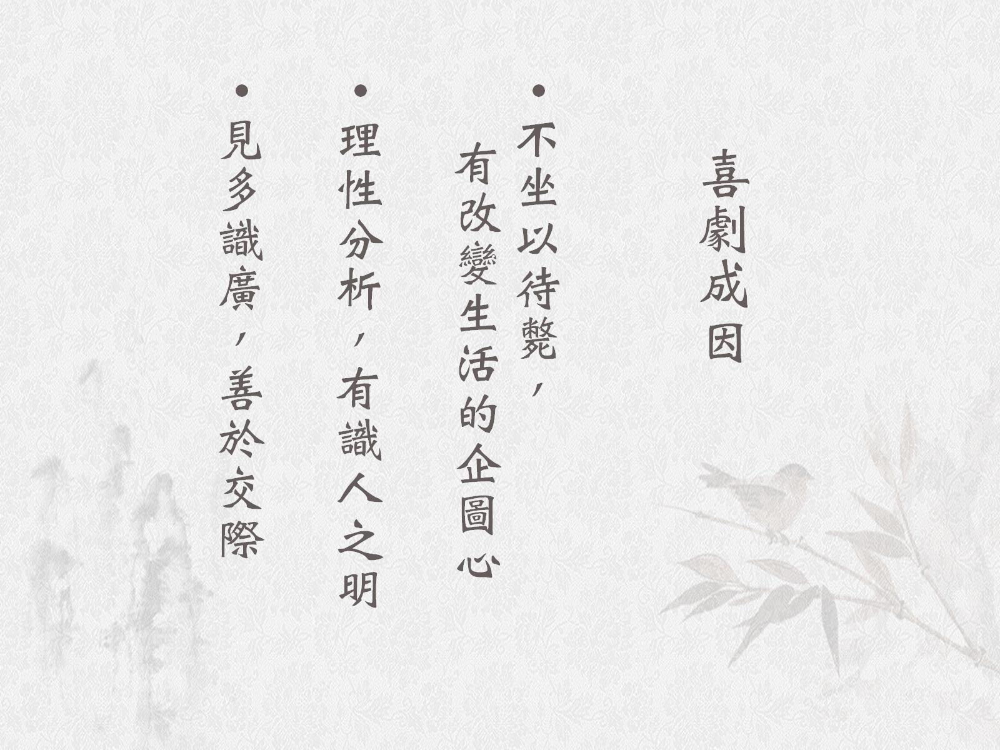 喜劇成因
•不坐以待斃，
有改變生活的企圖心
•理性分析，有識人之明
•見多識廣，善於交際